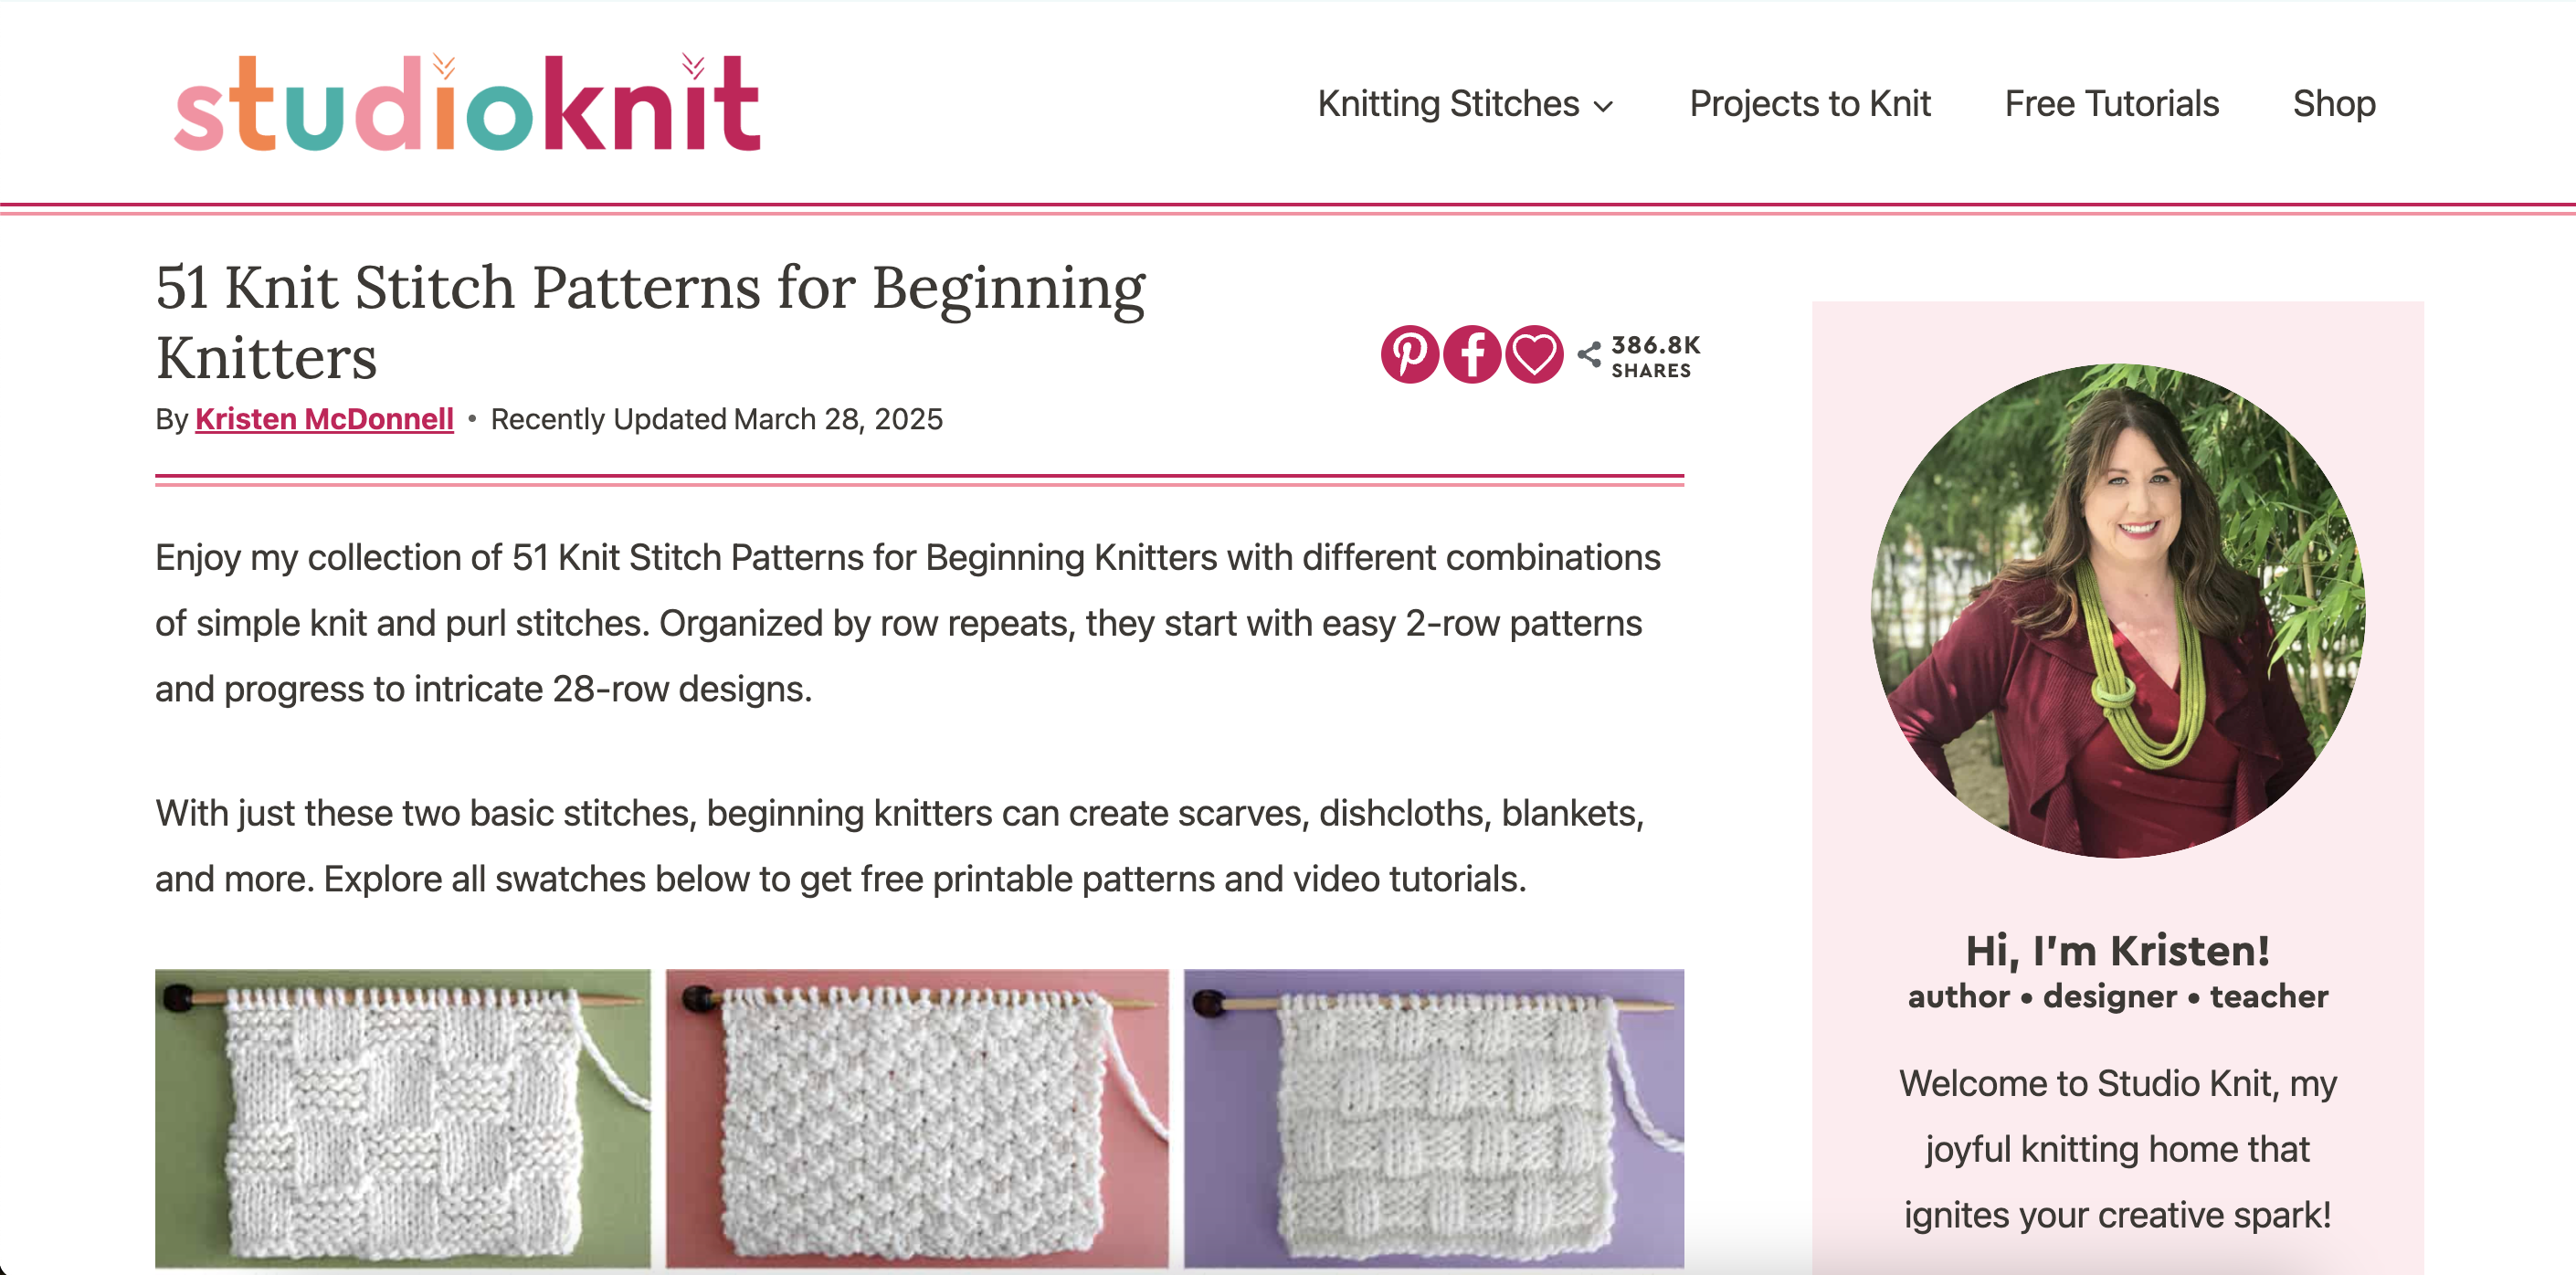 studioknit
Knitting Stitches
Projects to Knit
Free Tutorials
Shop
51 Knit Stitch Patterns for Beginning
Knitters
386.8K
SHARES
By Kristen McDonnell • Recently Updated March 28, 2025
Enjoy my collection of 51 Knit Stitch Patterns for Beginning Knitters with different combinations
of simple knit and purl stitches. Organized by row repeats, they start with easy 2-row patterns
and progress to intricate 28-row designs.
With just these two basic stitches, beginning knitters can create scarves, dishcloths, blankets,
and more. Explore all swatches below to get free printable patterns and video tutorials.
Hi, I'm Kristen!
author • designer • teacher
Welcome to Studio Knit, my
joyful knitting home that
ignites your creative spark!